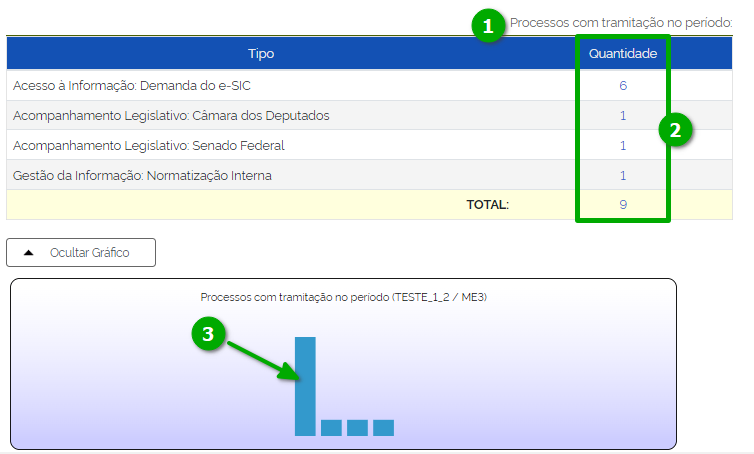 1 Processos com tramitação no período:
Tipo Quantidade
Acesso à Informação: Demanda do e-SIC 6
Acompanhamento Legislativo: Câmara dos Deputados 1
2
Acompanhamento Legislativo: Senado Federal 1
Gestão da Informação: Normatização Interna 1
TOTAL: 9
Ocultar Gráfico
Processos com tramitação no período (TESTE_1_2 / ME3)
3